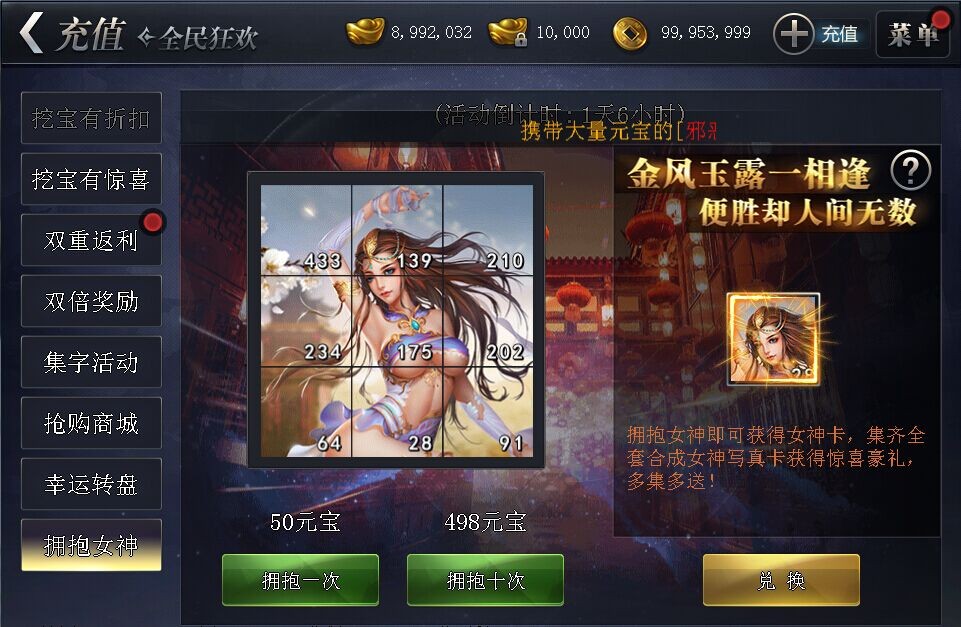 充值 全民狂欢 8,992,032 10,000 99,953,999 充值 菜单
挖宝有折扣
挖宝有惊喜
双重返利
双倍奖励
集字活动
抢购商城
幸运转盘
拥抱女神
(活动倒计时:1天6小时)
携带大量元宝的[邪
金风玉露一相逢 ?
便胜却人间无数
433 139 210
234 175 202
64 28 91
28
拥抱女神即可获得女神卡，集齐全
套合成女神写真卡获得惊喜豪礼，
多集多送！
50元宝 498元宝
拥抱一次 拥抱十次 兑换